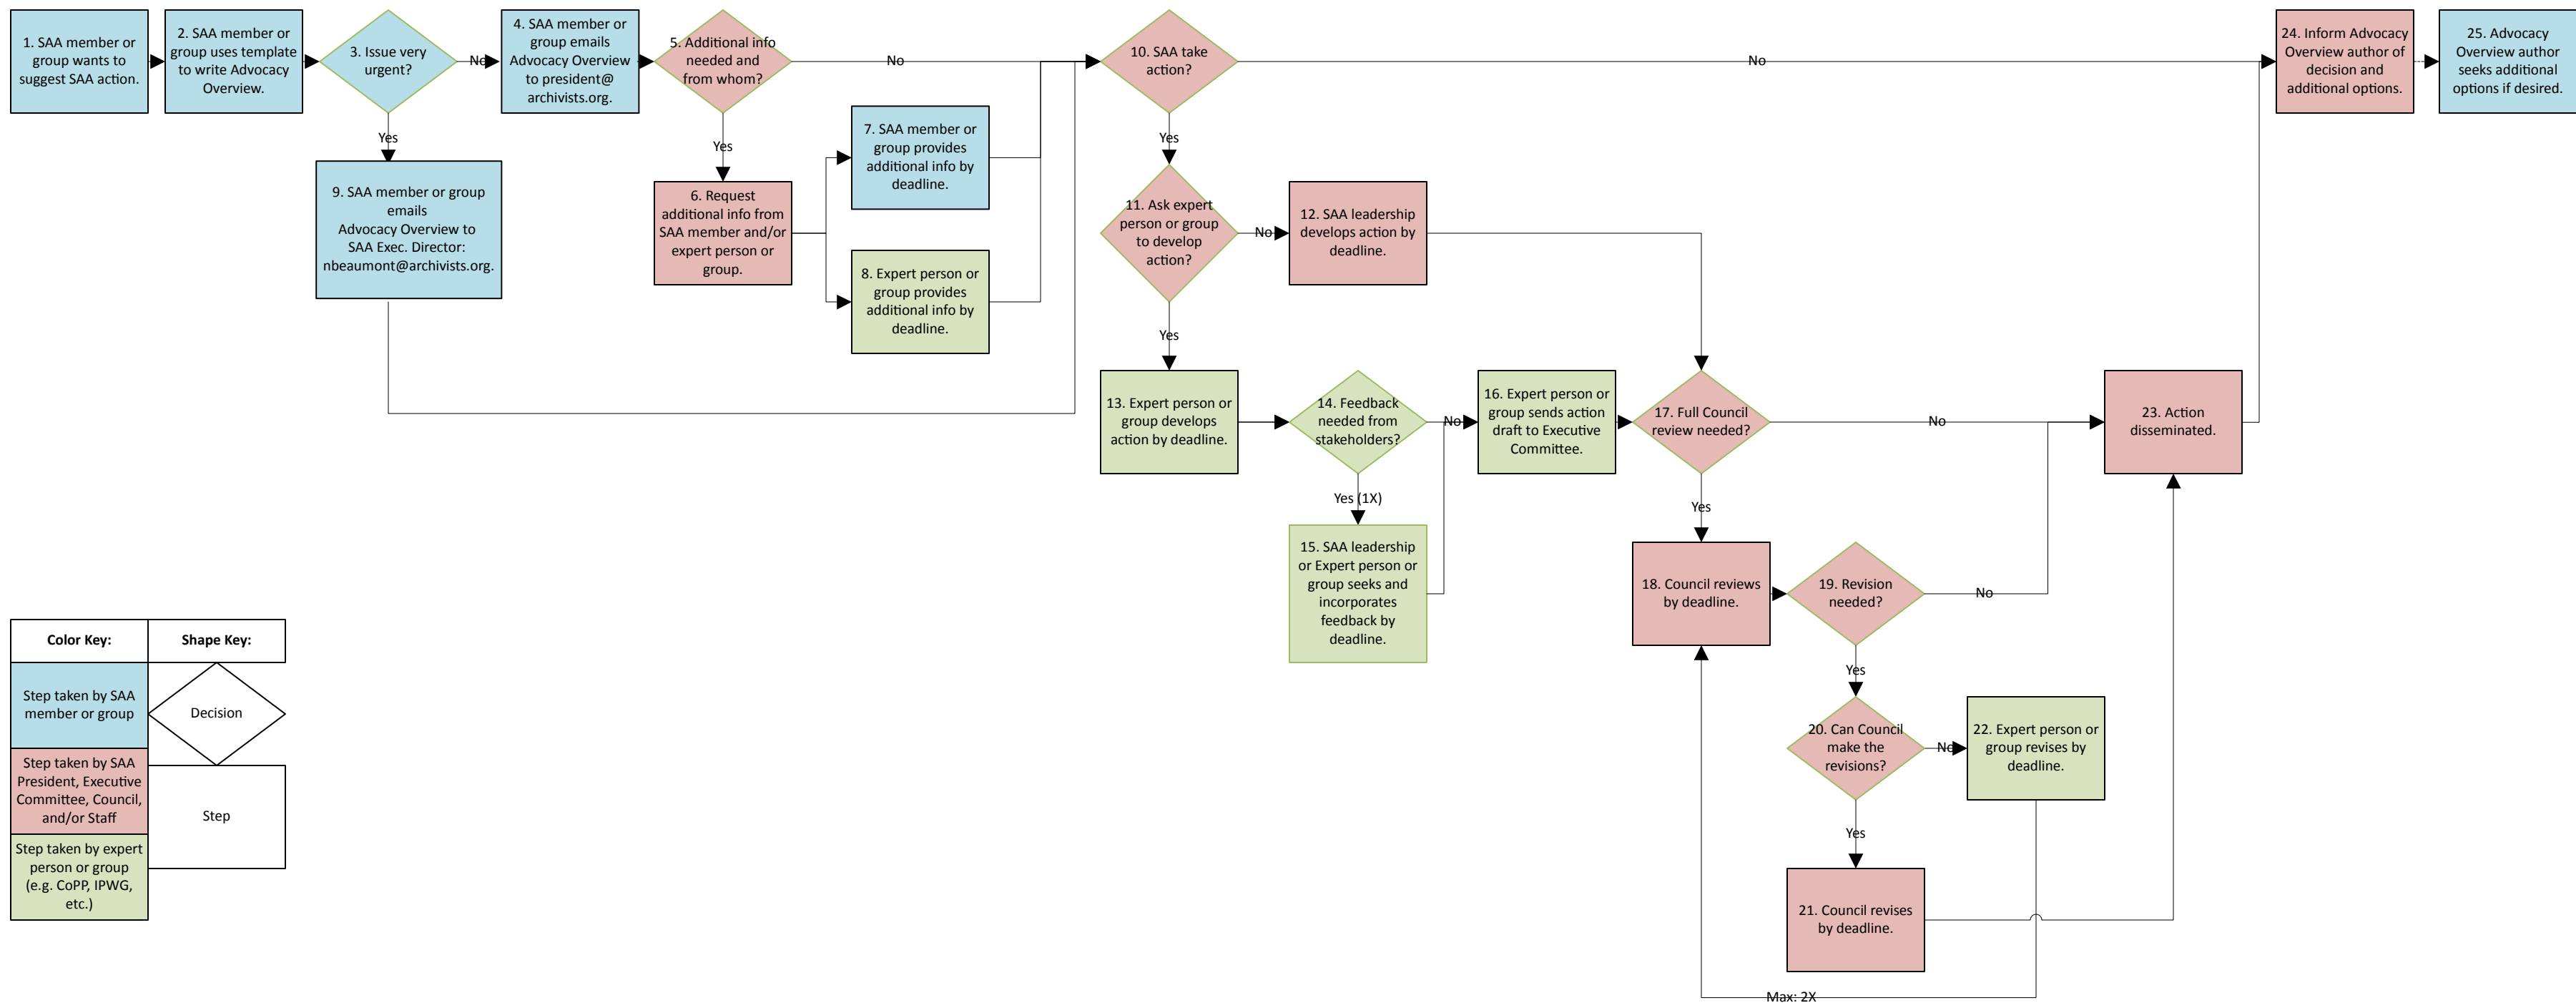 1. SAA member or
group wants to
suggest SAA action.
2. SAA member or
group uses template
to write Advocacy
Overview.
3. Issue very
urgent?
No
4. SAA member or
group emails
Advocacy Overview
to president@
archivists.org.
5. Additional info
needed and
from whom?
No
10. SAA take
action?
No
24. Inform Advocacy
Overview author of
decision and
additional options.
25. Advocacy
Overview author
seeks additional
options if desired.
Yes
Yes
Yes
7. SAA member or
group provides
additional info by
deadline.
9. SAA member or group
emails
Advocacy Overview to
SAA Exec. Director:
nbeaumont@archivists.org.
6. Request
additional info from
SAA member and/or
expert person or
group.
8. Expert person or
group provides
additional info by
deadline.
11. Ask expert
person or group
to develop
action?
No
12. SAA leadership
develops action by
deadline.
Yes
13. Expert person or
group develops
action by deadline.
14. Feedback
needed from
stakeholders?
No
16. Expert person or
group sends action
draft to Executive
Committee.
17. Full Council
review needed?
No
23. Action
disseminated.
Yes (1X)
Yes
15. SAA leadership
or Expert person or
group seeks and
incorporates
feedback by
deadline.
18. Council reviews
by deadline.
19. Revision
needed?
No
Yes
20. Can Council
make the
revisions?
No
22. Expert person or
group revises by
deadline.
Yes
21. Council revises
by deadline.
Max: 2X
Color Key:
Shape Key:
Step taken by SAA
member or group
Decision
Step taken by SAA
President, Executive
Committee, Council,
and/or Staff
Step
Step taken by expert
person or group
(e.g. CoPP, IPWG,
etc.)